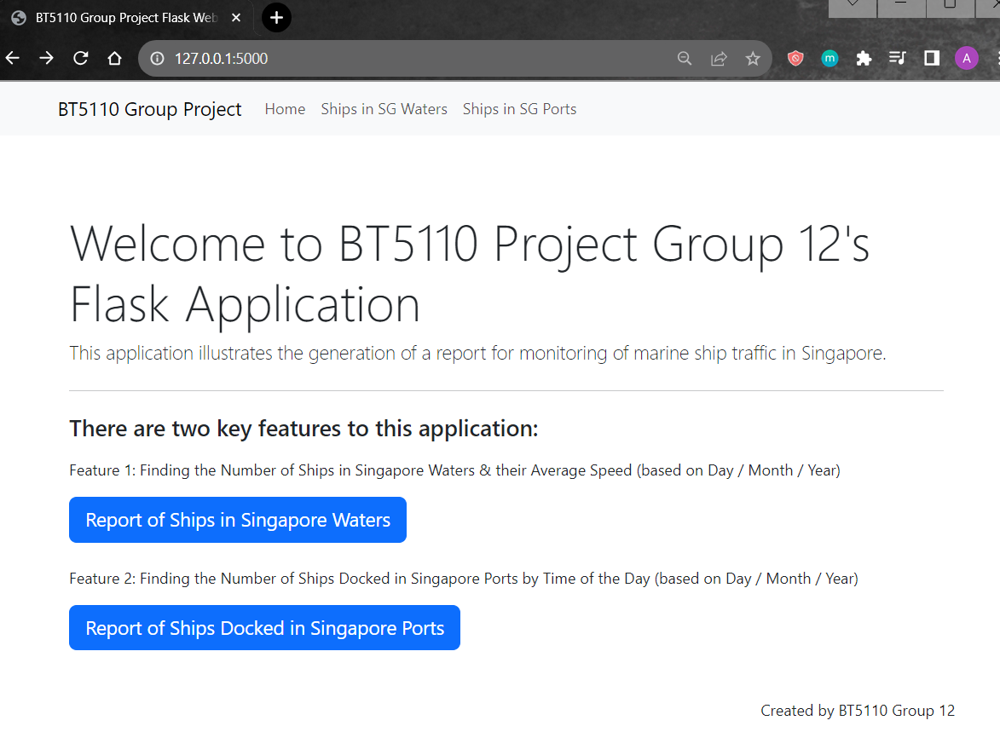 BT5110 Group Project Flask Web
127.0.0.1:5000
m
A
BT5110 Group Project Home Ships in SG Waters Ships in SG Ports
Welcome to BT5110 Project Group 12's
Flask Application
This application illustrates the generation of a report for monitoring of marine ship traffic in Singapore.
There are two key features to this application:
Feature 1: Finding the Number of Ships in Singapore Waters & their Average Speed (based on Day / Month / Year)
Report of Ships in Singapore Waters
Feature 2: Finding the Number of Ships Docked in Singapore Ports by Time of the Day (based on Day / Month / Year)
Report of Ships Docked in Singapore Ports
Created by BT5110 Group 12